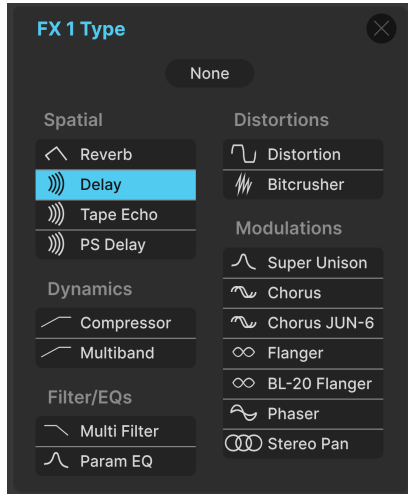 FX 1 Type
None
Spatial
Reverb
Delay
Tape Echo
PS Delay
Dynamics
Compressor
Multiband
Filter/EQs
Multi Filter
Param EQ
Distortions
Distortion
Bitcrusher
Modulations
Super Unison
Chorus
Chorus JUN-6
Flanger
BL-20 Flanger
Phaser
Stereo Pan